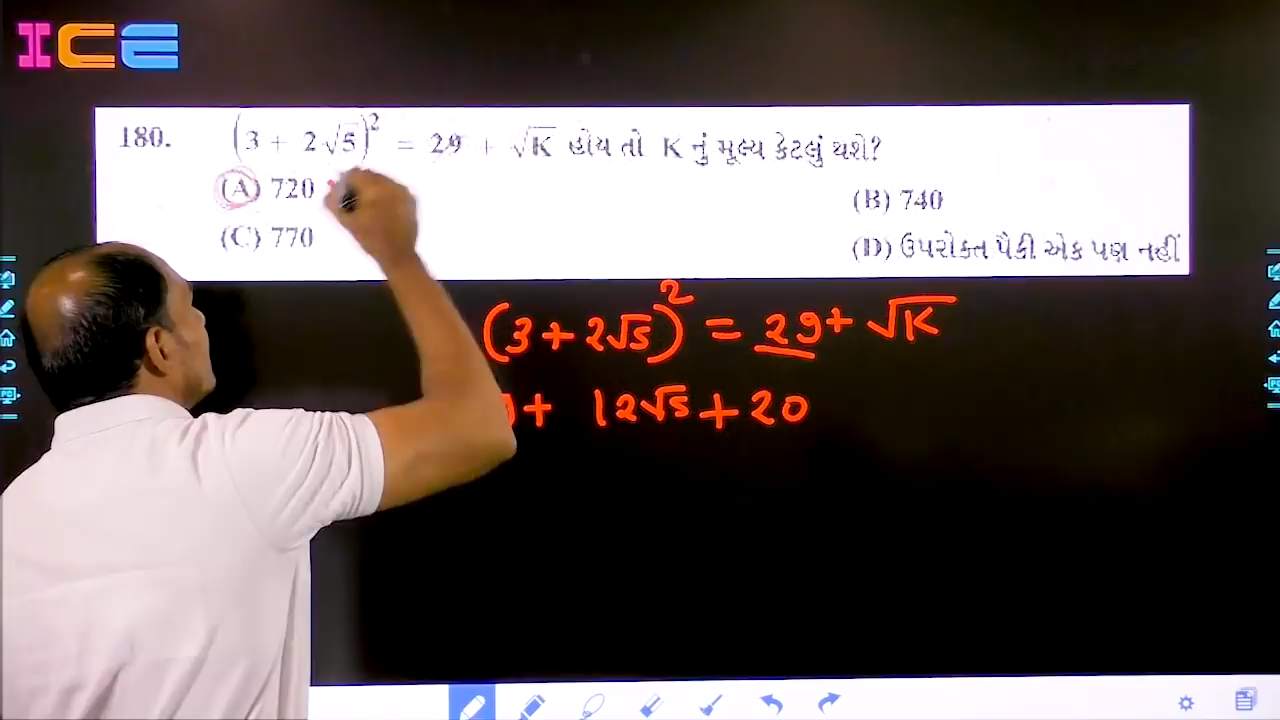 ICE
180. (3 + 2√5)² = 29 + √K હોય તો K નું મૂલ્ય કેટલું થશે?
(A) 720 (B) 740
(C) 770 (D) ઉપરોક્ત પૈકી એક પણ નહીં
(3 + 2√5)² = 29 + √K
+ 12√5 + 20